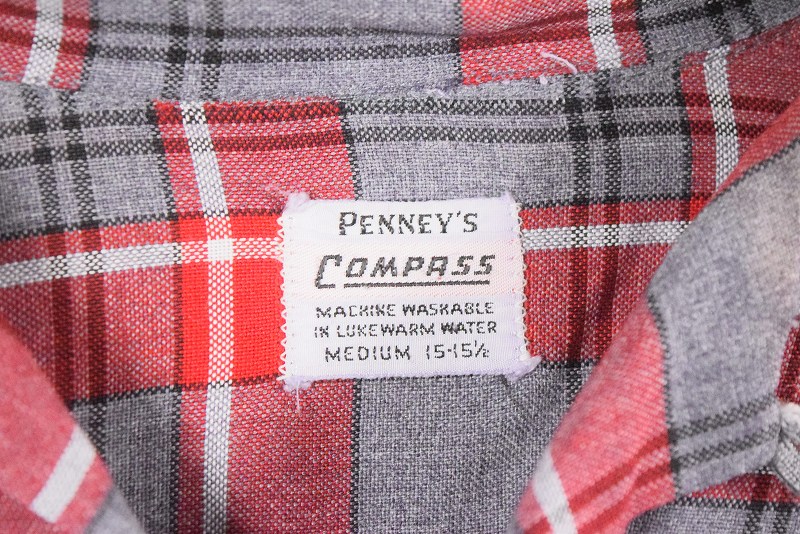 PENNEY'S
COMPASS
MACHINE WASHABLE
IN LUKEWARM WATER
MEDIUM 15-15½